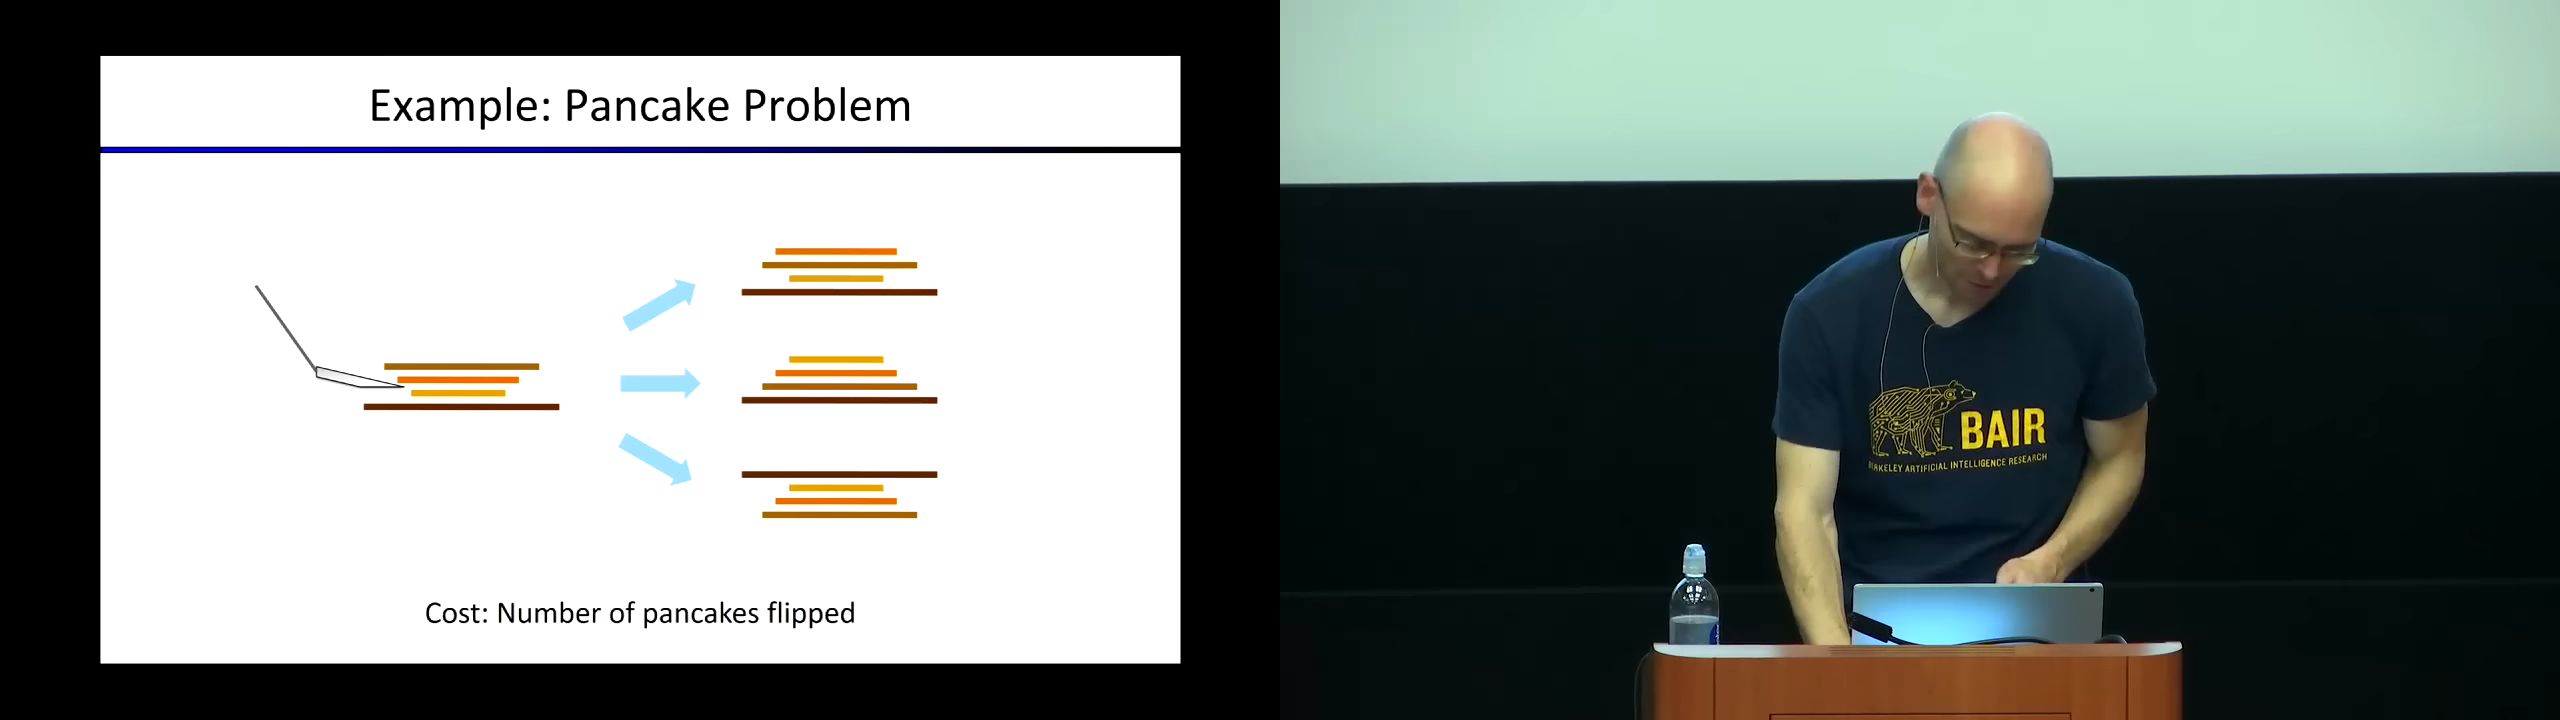 Example: Pancake Problem
Cost: Number of pancakes flipped
BAIR
BERKELEY ARTIFICIAL INTELLIGENCE RESEARCH